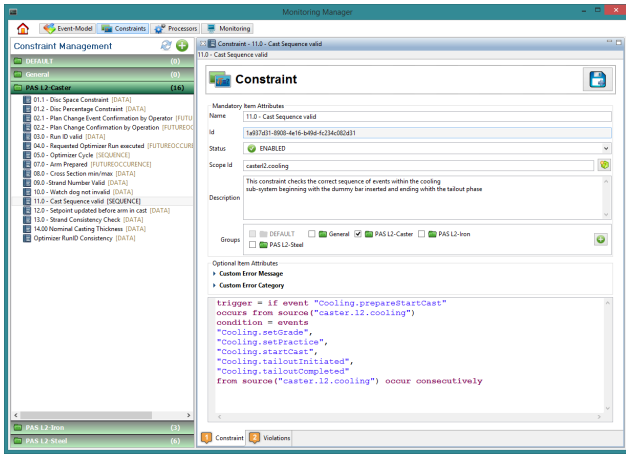 Monitoring Manager
Event-Model Constraints Processors Monitoring
Constraint Management
DEFAULT (0)
General (0)
PAS L2-Caster (16)
01.1 - Disc Space Constraint [DATA]
01.2 - Disc Percentage Constraint [DATA]
02.1 - Plan Change Event Confirmation by Operator [FUTU
02.2 - Plan Change Confirmation by Operation [FUTUREOC
03.0 - Run ID valid [DATA]
04.0 - Requested Optimizer Run executed [FUTUREOCCURE
05.0 - Optimizer Cycle [SEQUENCE]
07.0 - Arm Prepared [FUTUREOCCURENCE]
08.0 - Cross Section min/max [DATA]
09.0 -Strand Number Valid [DATA]
10.0 - Watch dog not invalid [DATA]
11.0 - Cast Sequence valid [SEQUENCE]
12.0 - Setpoint updated before arm in cast [DATA]
13.0 - Strand Consistency Check [DATA]
14.00 Nominal Casting Thickness [DATA]
Optimizer RunID Consistency [DATA]
PAS L2-Iron (3)
PAS L2-Steel (6)
Constraint - 11.0 - Cast Sequence valid
11.0 - Cast Sequence valid
Constraint
Mandatory Item Attributes
Name 11.0 - Cast Sequence valid
Id 1a937d31-8908-4e16-b49d-fc234c082d31
Status ENABLED
Scope Id casterl2.cooling
Description This constraint checks the correct sequence of events within the cooling
sub-system beginning with the dummy bar inserted and ending whith the tailout phase
Groups DEFAULT General PAS L2-Caster PAS L2-Iron
PAS L2-Steel
Optional Item Attributes
Custom Error Message
Custom Error Category
trigger = if event "Cooling.prepareStartCast"
occurs from source("caster.l2.cooling")
condition = events
"Cooling.setGrade",
"Cooling.setPractice",
"Cooling.startCast",
"Cooling.tailoutInitiated",
"Cooling.tailoutCompleted"
from source("caster.l2.cooling") occur consecutively
1 Constraint 2 Violations